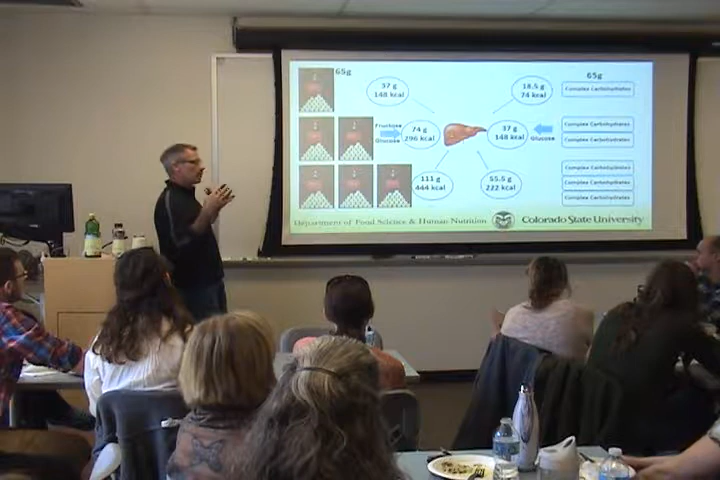 65g
37 g
148 kcal
18.5 g
74 kcal
65g
Complex Carbohydrates
Fructose
Glucose
74 g
296 kcal
37 g
148 kcal
Glucose
Complex Carbohydrates
Complex Carbohydrates
111 g
444 kcal
55.5 g
222 kcal
Complex Carbohydrates
Complex Carbohydrates
Complex Carbohydrates
Department of Food Science & Human Nutrition
Colorado State University